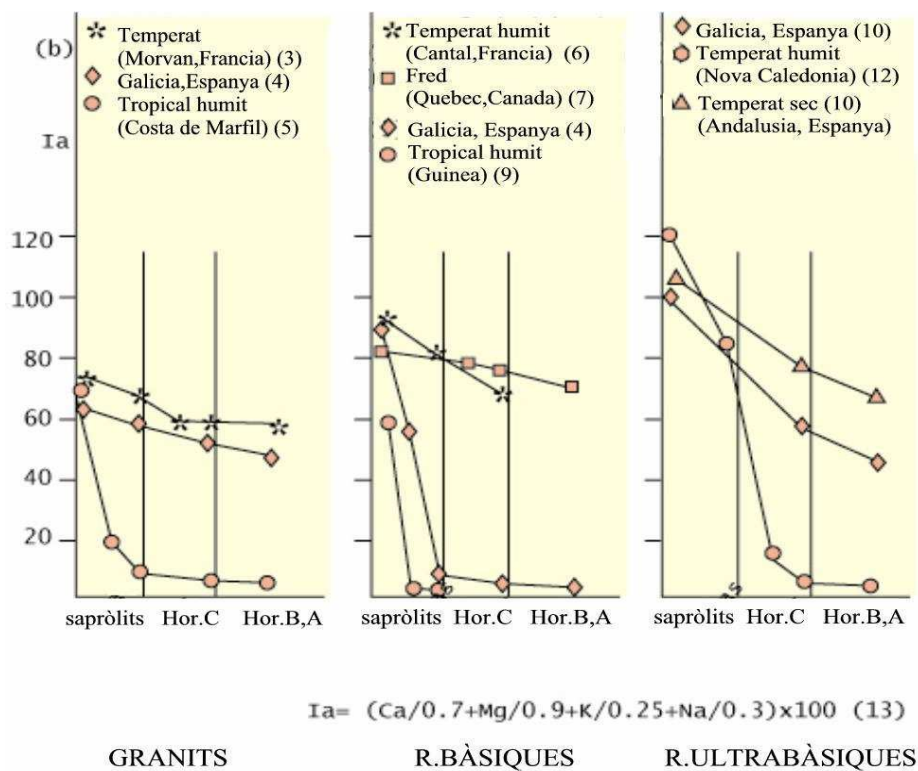 (b)
Ia
120
100
80
60
40
20
Temperat
(Morvan,Francia) (3)
Galicia,Espanya (4)
Tropical humit
(Costa de Marfil) (5)
sapròlits Hor.C Hor.B,A
Temperat humit
(Cantal,Francia) (6)
Fred
(Quebec,Canada) (7)
Galicia, Espanya (4)
Tropical humit
(Guinea) (9)
sapròlits Hor.C Hor.B,A
Galicia, Espanya (10)
Temperat humit
(Nova Caledonia) (12)
Temperat sec (10)
(Andalusia, Espanya)
sapròlits Hor.C Hor.B,A
Ia= (Ca/0.7+Mg/0.9+K/0.25+Na/0.3)x100 (13)
GRANITS R.BÀSIQUES R.ULTRABÀSIQUES